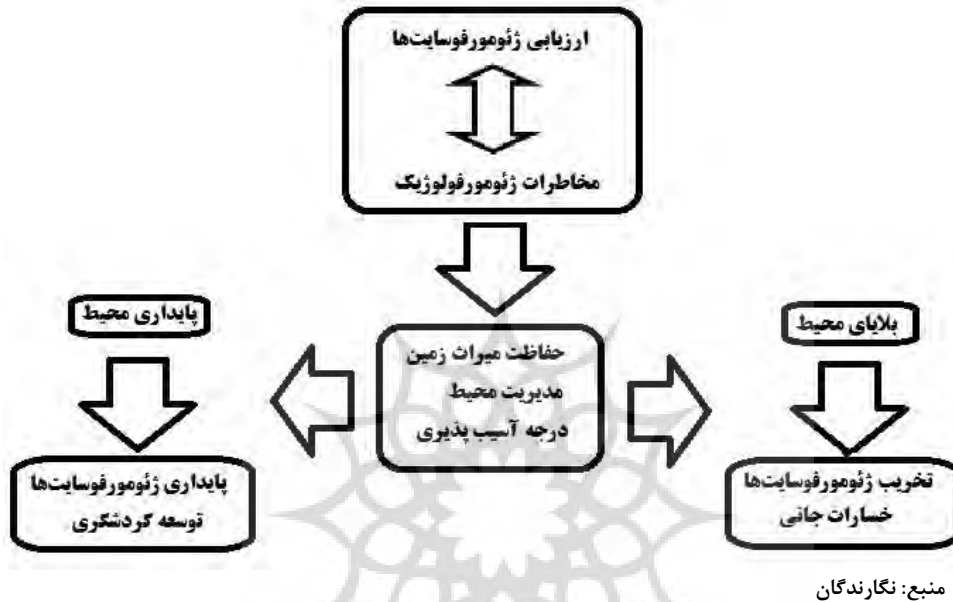 ارزیابی ژئومورفوسایت‌ها
مخاطرات ژئومورفولوژیک
بلایای محیط
پایداری محیط
حفاظت میراث زمین
مدیریت محیط
درجه آسیب پذیری
تخریب ژئومورفوسایت‌ها
خسارات جانی
پایداری ژئومورفوسایت‌ها
توسعه گردشگری
منبع: نگارندگان